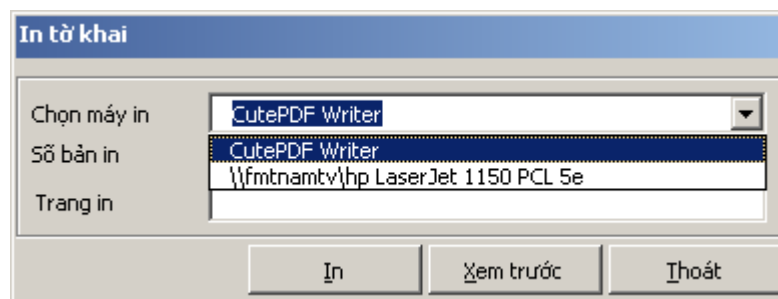 In tờ khai
Chọn máy in CutePDF Writer
Số bản in CutePDF Writer
\\fmtnamtv\hp LaserJet 1150 PCL 5e
Trang in
In Xem trước Thoát